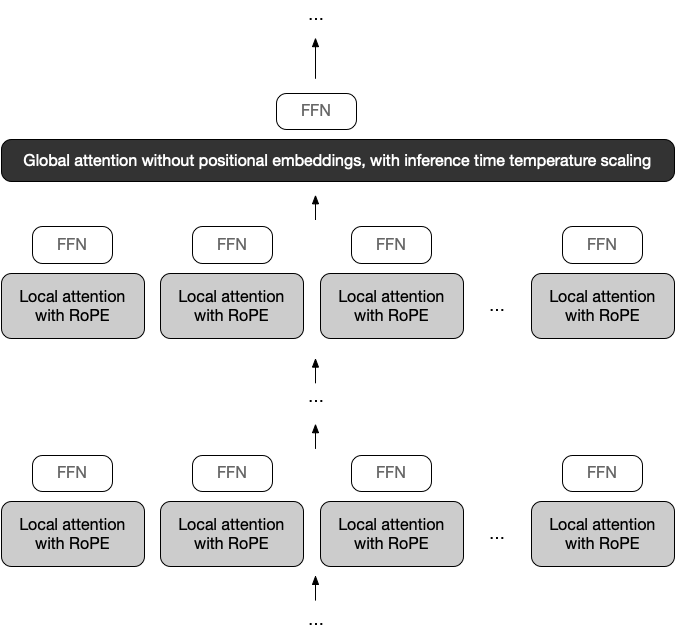 ...
FFN
Global attention without positional embeddings, with inference time temperature scaling
FFN
FFN
FFN
FFN
Local attention
with RoPE
Local attention
with RoPE
Local attention
with RoPE
...
Local attention
with RoPE
...
FFN
FFN
FFN
FFN
Local attention
with RoPE
Local attention
with RoPE
Local attention
with RoPE
...
Local attention
with RoPE
...